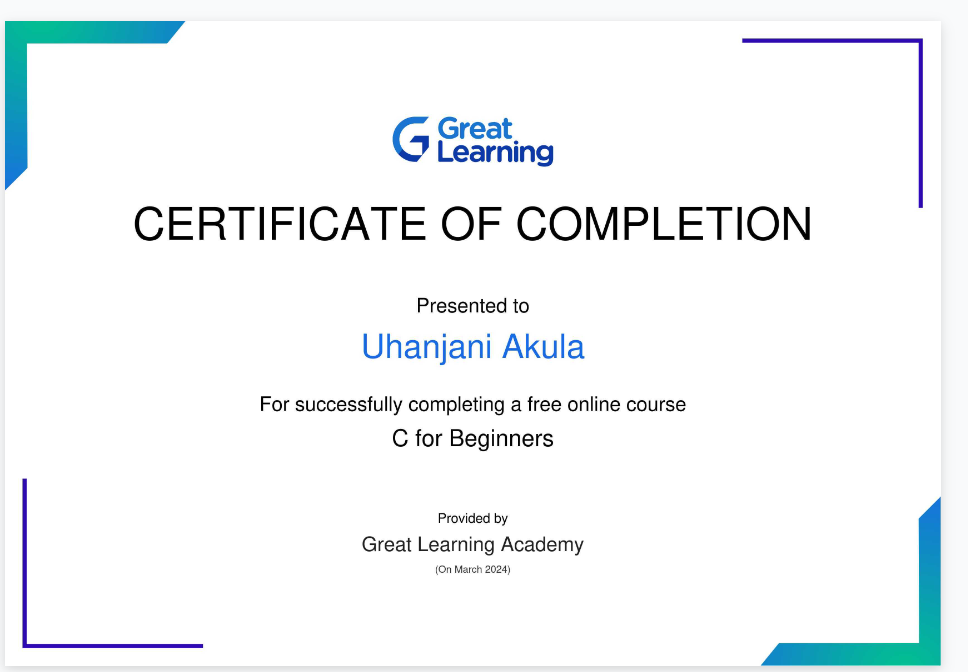 Great
Learning
CERTIFICATE OF COMPLETION
Presented to
Uhanjani Akula
For successfully completing a free online course
C for Beginners
Provided by
Great Learning Academy
(On March 2024)